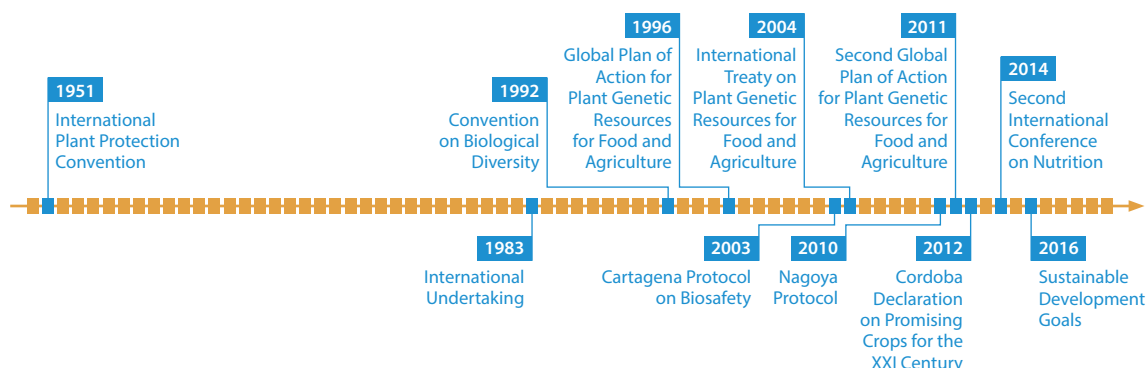 1951
International
Plant Protection
Convention
1983
International
Undertaking
1992
Convention
on Biological
Diversity
1996
Global Plan of
Action for
Plant Genetic
Resources
for Food and
Agriculture
2003
Cartagena Protocol
on Biosafety
2004
International
Treaty on
Plant Genetic
Resources for
Food and
Agriculture
2010
Nagoya
Protocol
2011
Second Global
Plan of Action
for Plant Genetic
Resources for
Food and
Agriculture
2012
Cordoba
Declaration
on Promising
Crops for the
XXI Century
2014
Second
International
Conference
on Nutrition
2016
Sustainable
Development
Goals